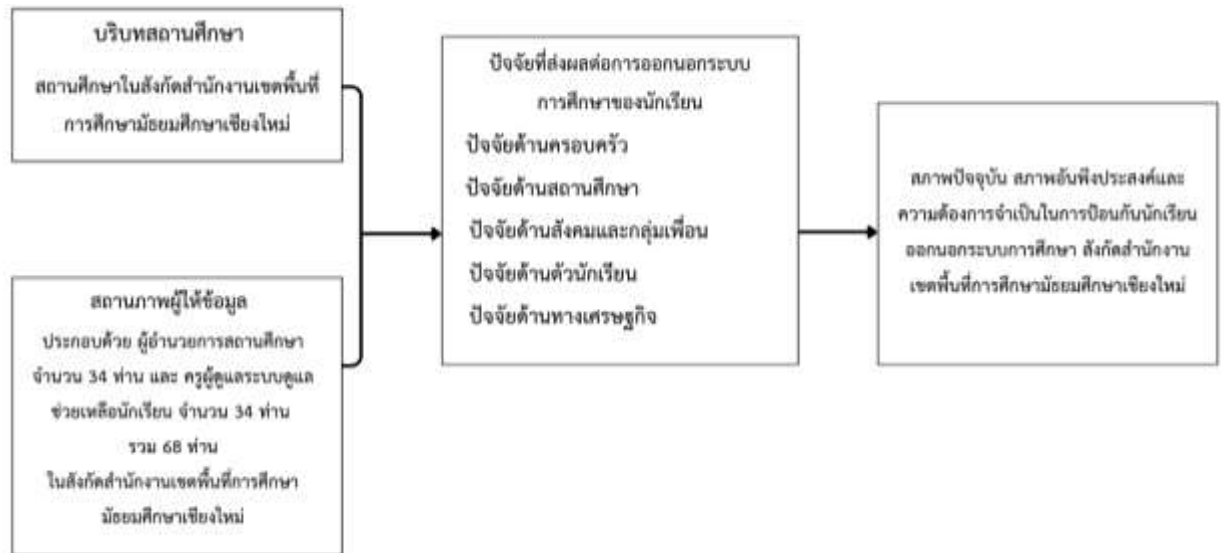 บริบทสถานศึกษา
สถานศึกษาในสังกัดสำนักงานเขตพื้นที่
การศึกษามัธยมศึกษาเชียงใหม่
สถานภาพผู้ให้ข้อมูล
ประกอบด้วย ผู้อำนวยการสถานศึกษา
จำนวน 34 ท่าน และ ครูผู้ดูแลระบบดูแล
ช่วยเหลือนักเรียน จำนวน 34 ท่าน
รวม 68 ท่าน
ในสังกัดสำนักงานเขตพื้นที่การศึกษา
มัธยมศึกษาเชียงใหม่
ปัจจัยที่ส่งผลต่อการออกนอกระบบ
การศึกษาของนักเรียน
ปัจจัยด้านครอบครัว
ปัจจัยด้านสถานศึกษา
ปัจจัยด้านสังคมและกลุ่มเพื่อน
ปัจจัยด้านตัวนักเรียน
ปัจจัยด้านทางเศรษฐกิจ
สภาพปัจจุบัน สภาพอันพึงประสงค์และ
ความต้องการจำเป็นในการป้อนกันนักเรียน
ออกนอกระบบการศึกษา สังกัดสำนักงาน
เขตพื้นที่การศึกษามัธยมศึกษาเชียงใหม่